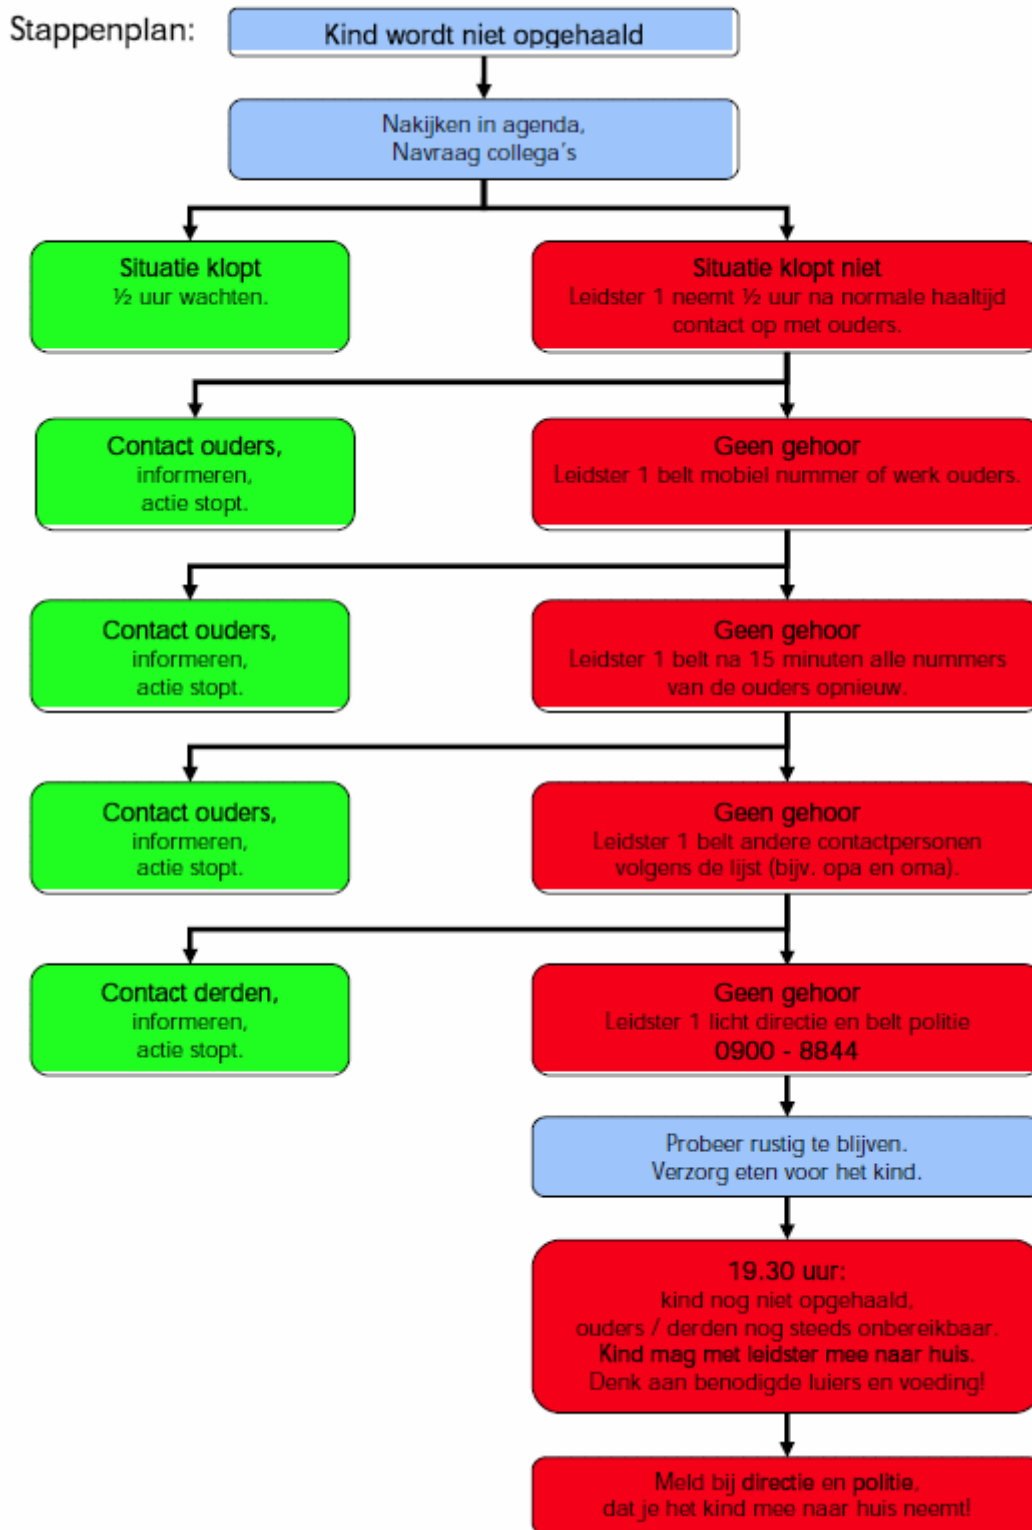 Stappenplan:
Kind wordt niet opgehaald
Nakijken in agenda,
Navraag collega's
Situatie klopt
½ uur wachten.
Situatie klopt niet
Leidster 1 neemt ½ uur na normale haaltijd
contact op met ouders.
Contact ouders,
informeren,
actie stopt.
Geen gehoor
Leidster 1 belt mobiel nummer of werk ouders.
Contact ouders,
informeren,
actie stopt.
Geen gehoor
Leidster 1 belt na 15 minuten alle nummers
van de ouders opnieuw.
Contact ouders,
informeren,
actie stopt.
Geen gehoor
Leidster 1 belt andere contactpersonen
volgens de lijst (bijv. opa en oma).
Contact derden,
informeren,
actie stopt.
Geen gehoor
Leidster 1 licht directie en belt politie
0900 - 8844
Probeer rustig te blijven.
Verzorg eten voor het kind.
19.30 uur:
kind nog niet opgehaald,
ouders / derden nog steeds onbereikbaar.
Kind mag met leidster mee naar huis.
Denk aan benodigde luiers en voeding!
Meld bij directie en politie,
dat je het kind mee naar huis neemt!